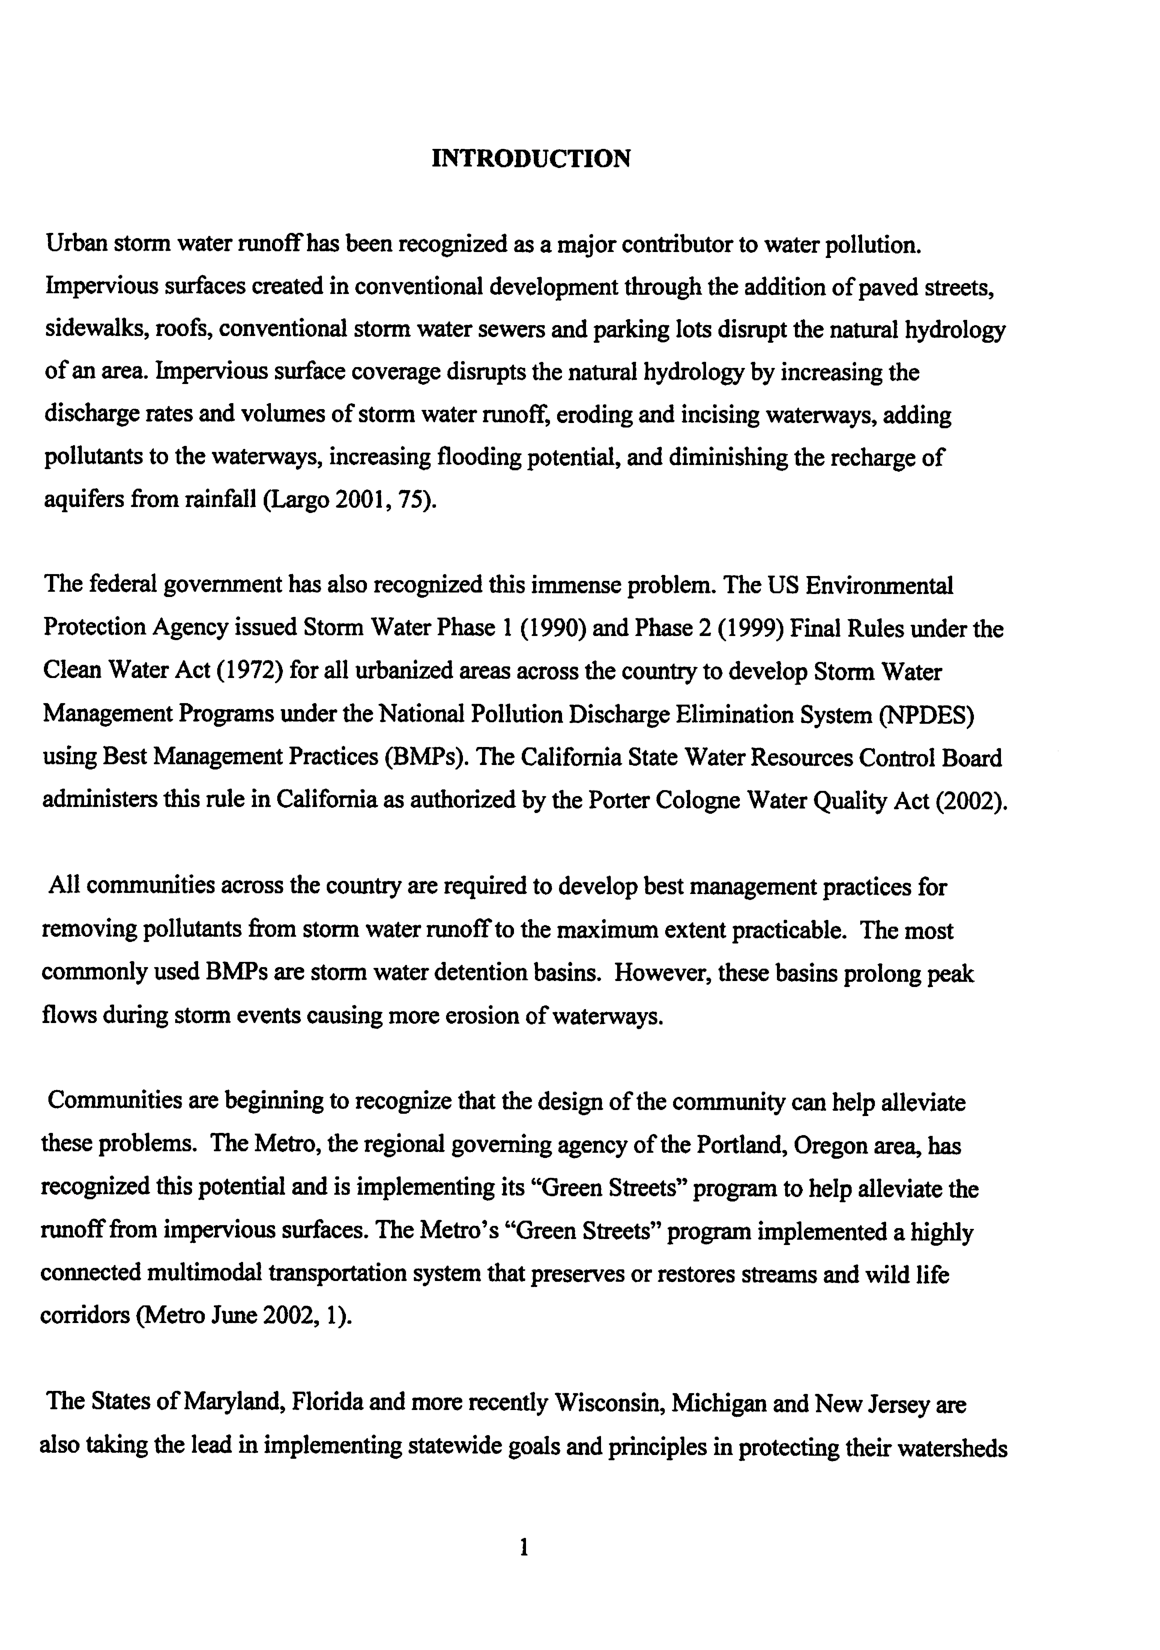 INTRODUCTION
Urban storm water runoff has been recognized as a major contributor to water pollution.
Impervious surfaces created in conventional development through the addition of paved streets,
sidewalks, roofs, conventional storm water sewers and parking lots disrupt the natural hydrology
of an area. Impervious surface coverage disrupts the natural hydrology by increasing the
discharge rates and volumes of storm water runoff, eroding and incising waterways, adding
pollutants to the waterways, increasing flooding potential, and diminishing the recharge of
aquifers from rainfall (Largo 2001, 75).
The federal government has also recognized this immense problem. The US Environmental
Protection Agency issued Storm Water Phase 1 (1990) and Phase 2 (1999) Final Rules under the
Clean Water Act (1972) for all urbanized areas across the country to develop Storm Water
Management Programs under the National Pollution Discharge Elimination System (NPDES)
using Best Management Practices (BMPs). The California State Water Resources Control Board
administers this rule in California as authorized by the Porter Cologne Water Quality Act (2002).
All communities across the country are required to develop best management practices for
removing pollutants from storm water runoff to the maximum extent practicable.  The most
commonly used BMPs are storm water detention basins.  However, these basins prolong peak
flows during storm events causing more erosion of waterways.
Communities are beginning to recognize that the design of the community can help alleviate
these problems.  The Metro, the regional governing agency of the Portland, Oregon area, has
recognized this potential and is implementing its “Green Streets” program to help alleviate the
runoff from impervious surfaces. The Metro’s “Green Streets” program implemented a highly
connected multimodal transportation system that preserves or restores streams and wild life
corridors (Metro June 2002, 1).
The States of Maryland, Florida and more recently Wisconsin, Michigan and New Jersey are
also taking the lead in implementing statewide goals and principles in protecting their watersheds
1